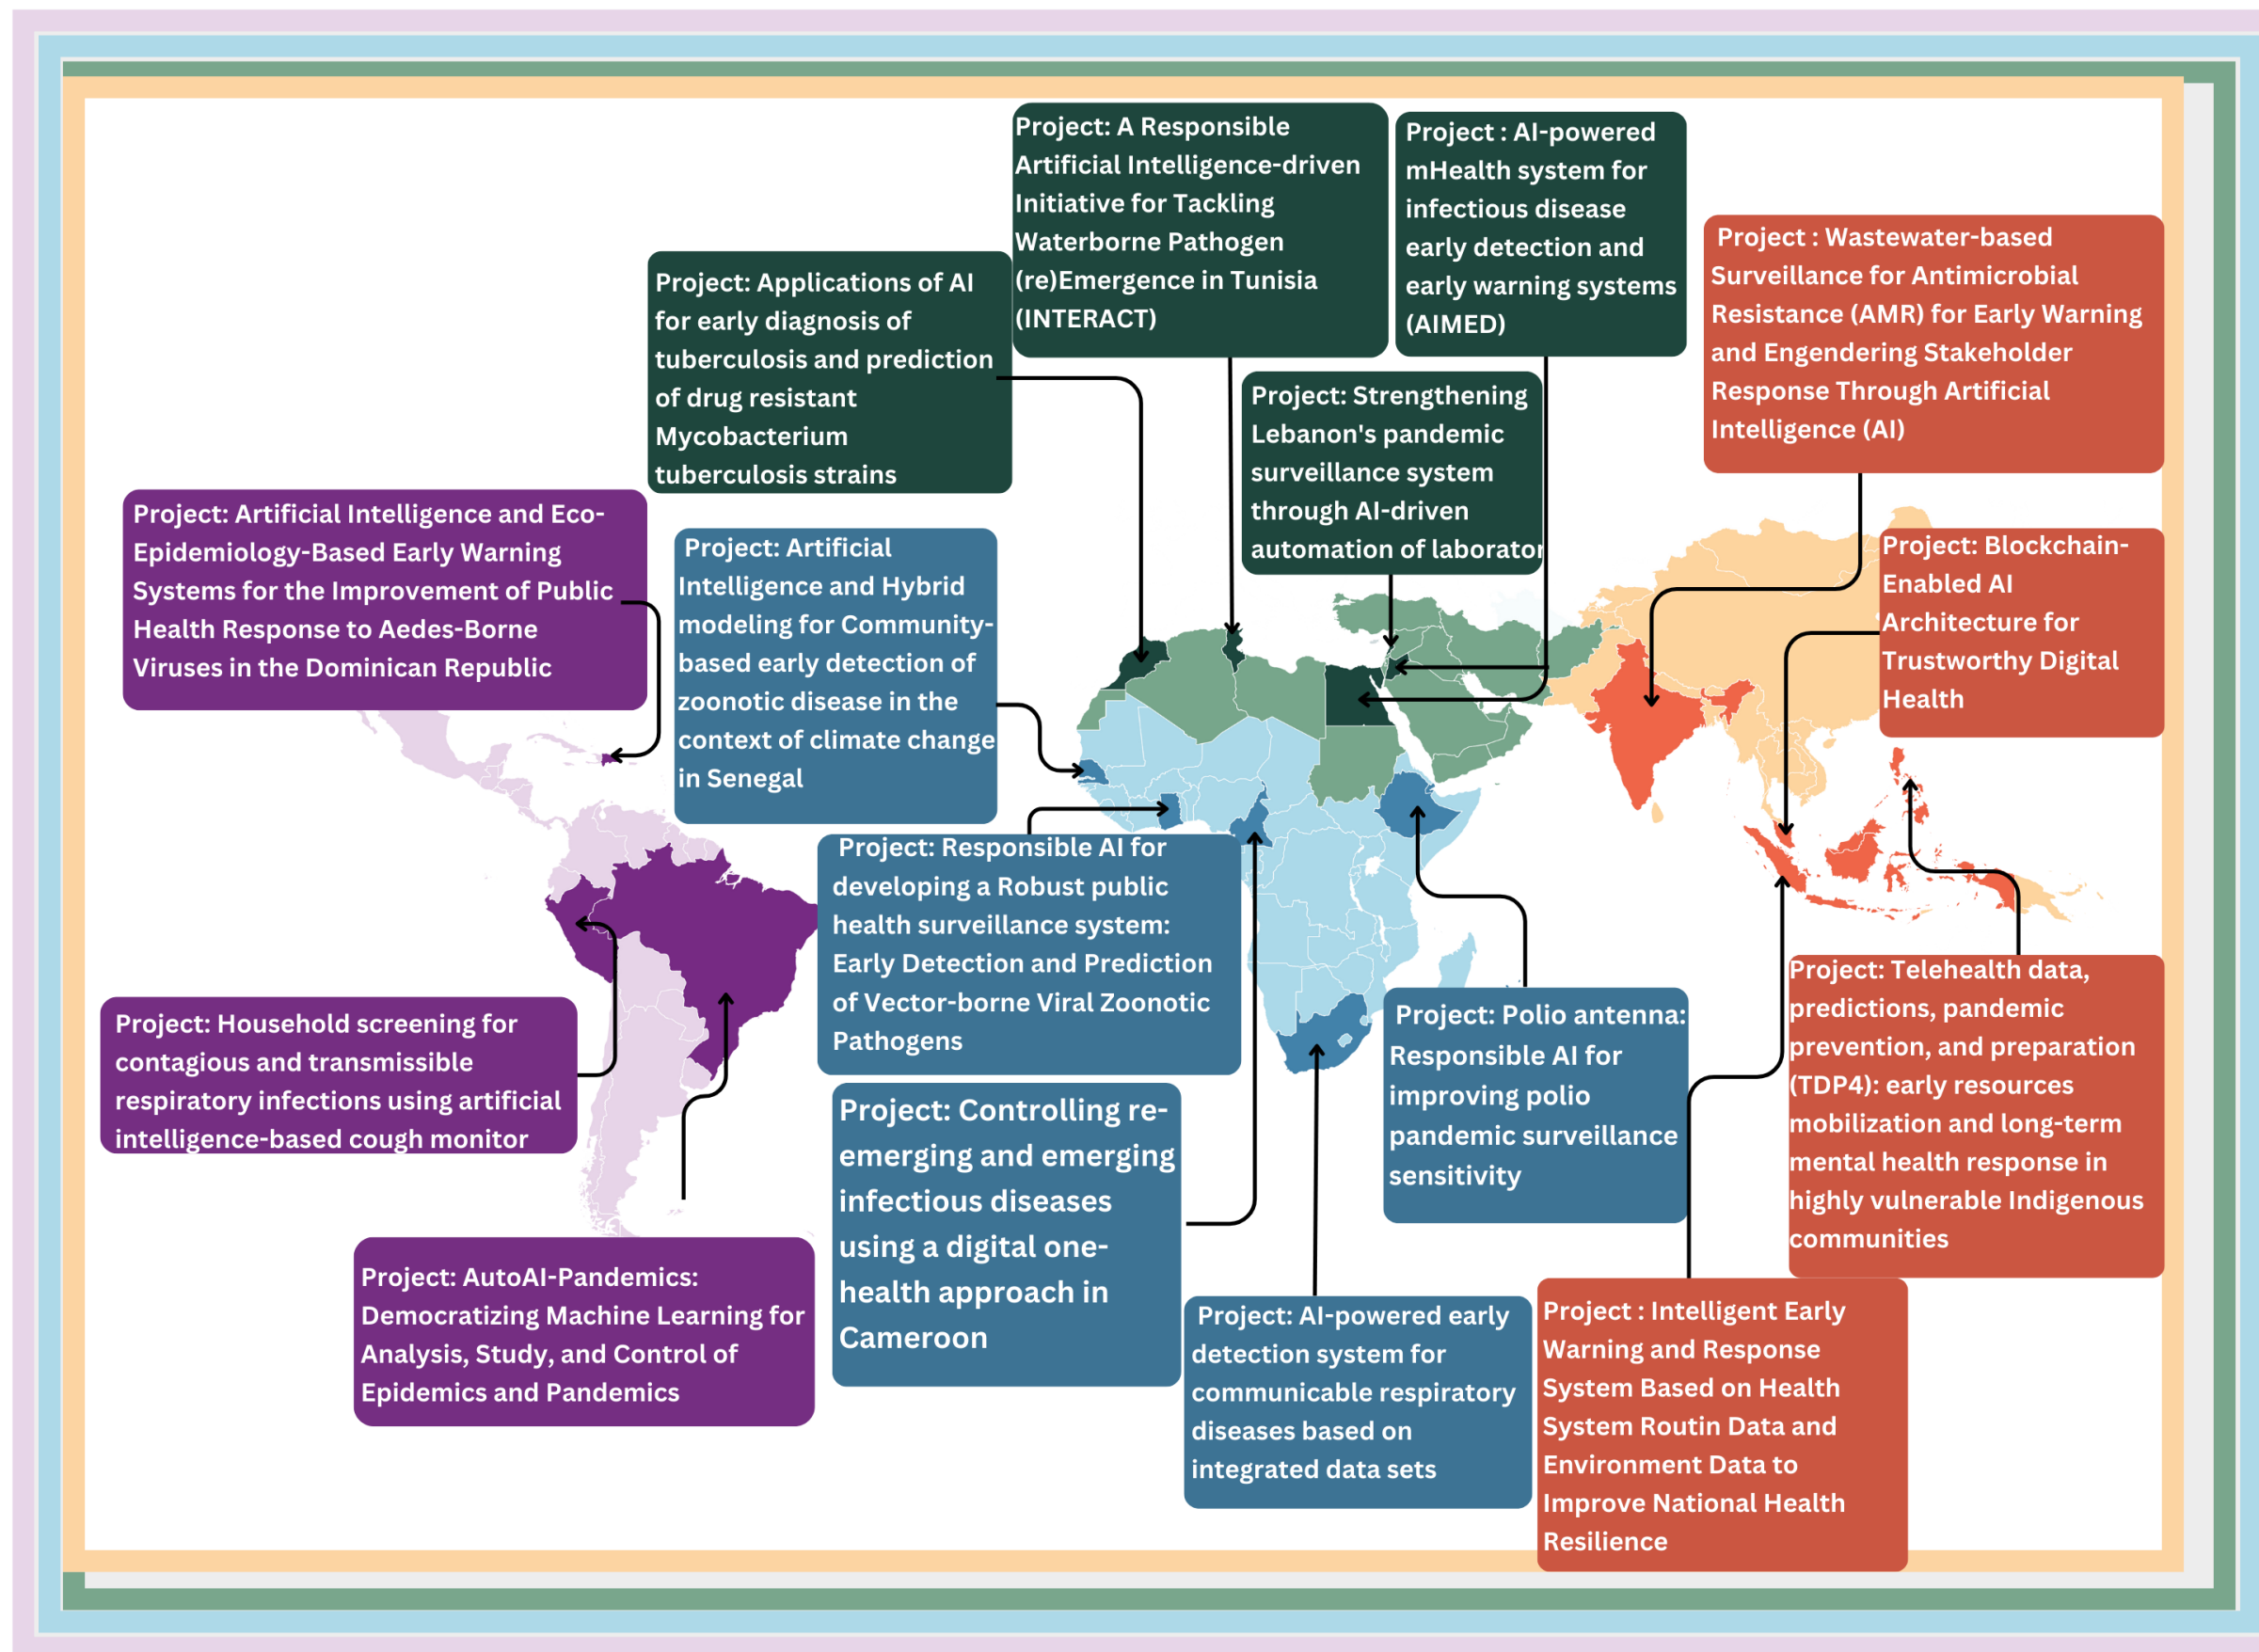 Project: A Responsible
Artificial Intelligence-driven
Initiative for Tackling
Waterborne Pathogen
(re)Emergence in Tunisia
(INTERACT)
Project : AI-powered
mHealth system for
infectious disease
early detection and
early warning systems
(AIMED)
Project : Wastewater-based
Surveillance for Antimicrobial
Resistance (AMR) for Early Warning
and Engendering Stakeholder
Response Through Artificial
Intelligence (AI)
Project: Applications of AI
for early diagnosis of
tuberculosis and prediction
of drug resistant
Mycobacterium
tuberculosis strains
Project: Strengthening
Lebanon's pandemic
surveillance system
through AI-driven
automation of laborator
Project: Artificial Intelligence and Eco-
Epidemiology-Based Early Warning
Systems for the Improvement of Public
Health Response to Aedes-Borne
Viruses in the Dominican Republic
Project: Artificial
Intelligence and Hybrid
modeling for Community-
based early detection of
zoonotic disease in the
context of climate change
in Senegal
Project: Blockchain-
Enabled AI
Architecture for
Trustworthy Digital
Health
Project: Responsible AI for
developing a Robust public
health surveillance system:
Early Detection and Prediction
of Vector-borne Viral Zoonotic
Pathogens
Project: Household screening for
contagious and transmissible
respiratory infections using artificial
intelligence-based cough monitor
Project: Polio antenna:
Responsible AI for
improving polio
pandemic surveillance
sensitivity
Project: Telehealth data,
predictions, pandemic
prevention, and preparation
(TDP4): early resources
mobilization and long-term
mental health response in
highly vulnerable Indigenous
communities
Project: Controlling re-
emerging and emerging
infectious diseases
using a digital one-
health approach in
Cameroon
Project: AutoAI-Pandemics:
Democratizing Machine Learning for
Analysis, Study, and Control of
Epidemics and Pandemics
Project: AI-powered early
detection system for
communicable respiratory
diseases based on
integrated data sets
Project : Intelligent Early
Warning and Response
System Based on Health
System Routin Data and
Environment Data to
Improve National Health
Resilience